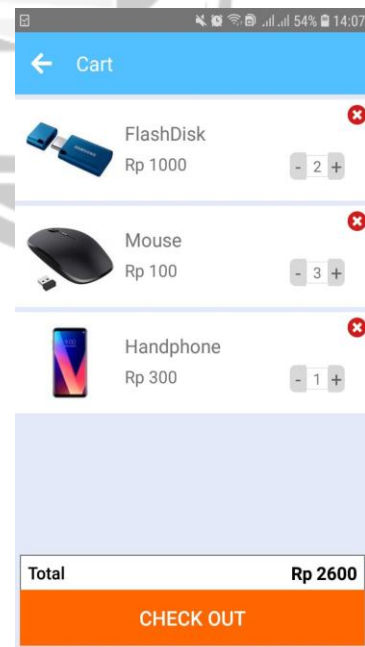 54% 14:07
Cart
FlashDisk
Rp 1000
- 2 +
Mouse
Rp 100
- 3 +
Handphone
Rp 300
- 1 +
Total Rp 2600
CHECK OUT